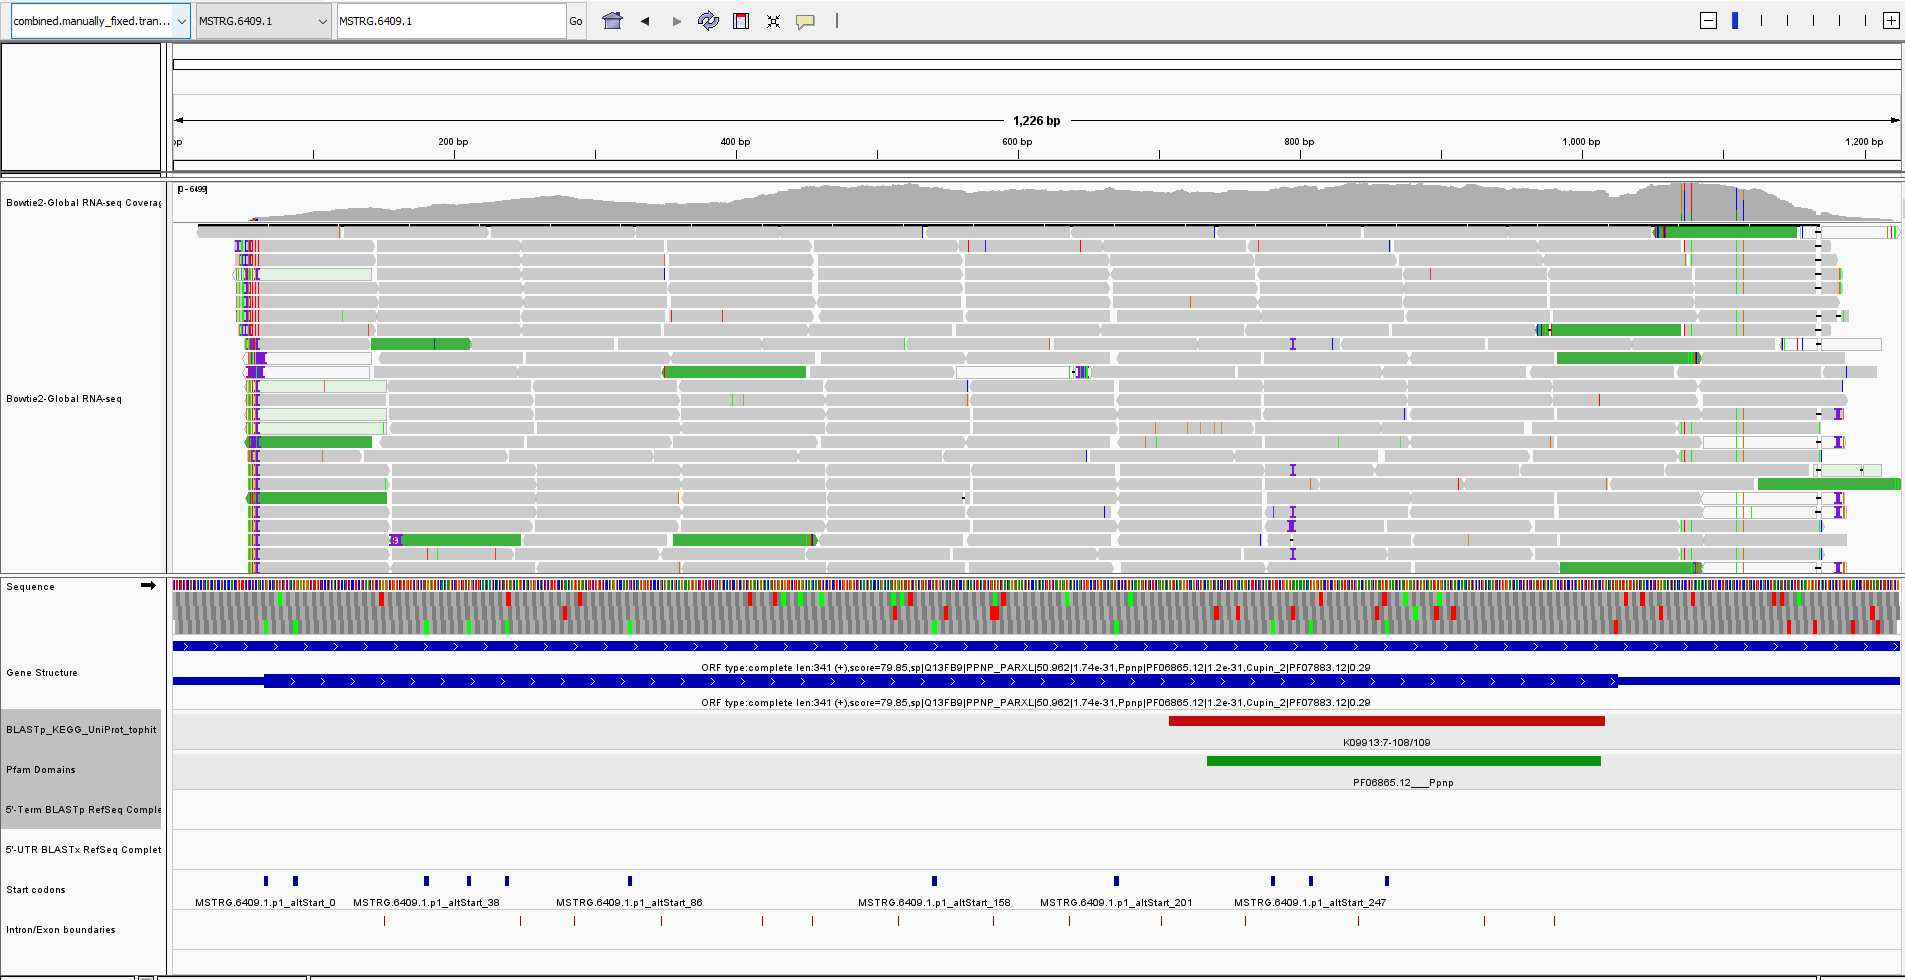 combined.manually_fixed.tran... MSTRG.6409.1 MSTRG.6409.1 Go
1,226 bp
bp 200 bp 400 bp 600 bp 800 bp 1,000 bp 1,200 bp
[0 - 6499]
Bowtie2-Global RNA-seq Coverag
Bowtie2-Global RNA-seq
Sequence
ORF type:complete len:341 (+),score=79.85,sp|Q13FB9|PPNP_PARXL|50.962|1.74e-31,Ppnp|PF06865.12|1.2e-31,Cupin_2|PF07883.12|0.29
Gene Structure
ORF type:complete len:341 (+),score=79.85,sp|Q13FB9|PPNP_PARXL|50.962|1.74e-31,Ppnp|PF06865.12|1.2e-31,Cupin_2|PF07883.12|0.29
BLASTp_KEGG_UniProt_tophit
K09913:7-108/109
Pfam Domains
PF06865.12___Ppnp
5'-Term BLASTp RefSeq Comple
5'-UTR BLASTx RefSeq Complet
Start codons
MSTRG.6409.1.p1_altStart_0 MSTRG.6409.1.p1_altStart_38 MSTRG.6409.1.p1_altStart_86 MSTRG.6409.1.p1_altStart_158 MSTRG.6409.1.p1_altStart_201 MSTRG.6409.1.p1_altStart_247
Intron/Exon boundaries